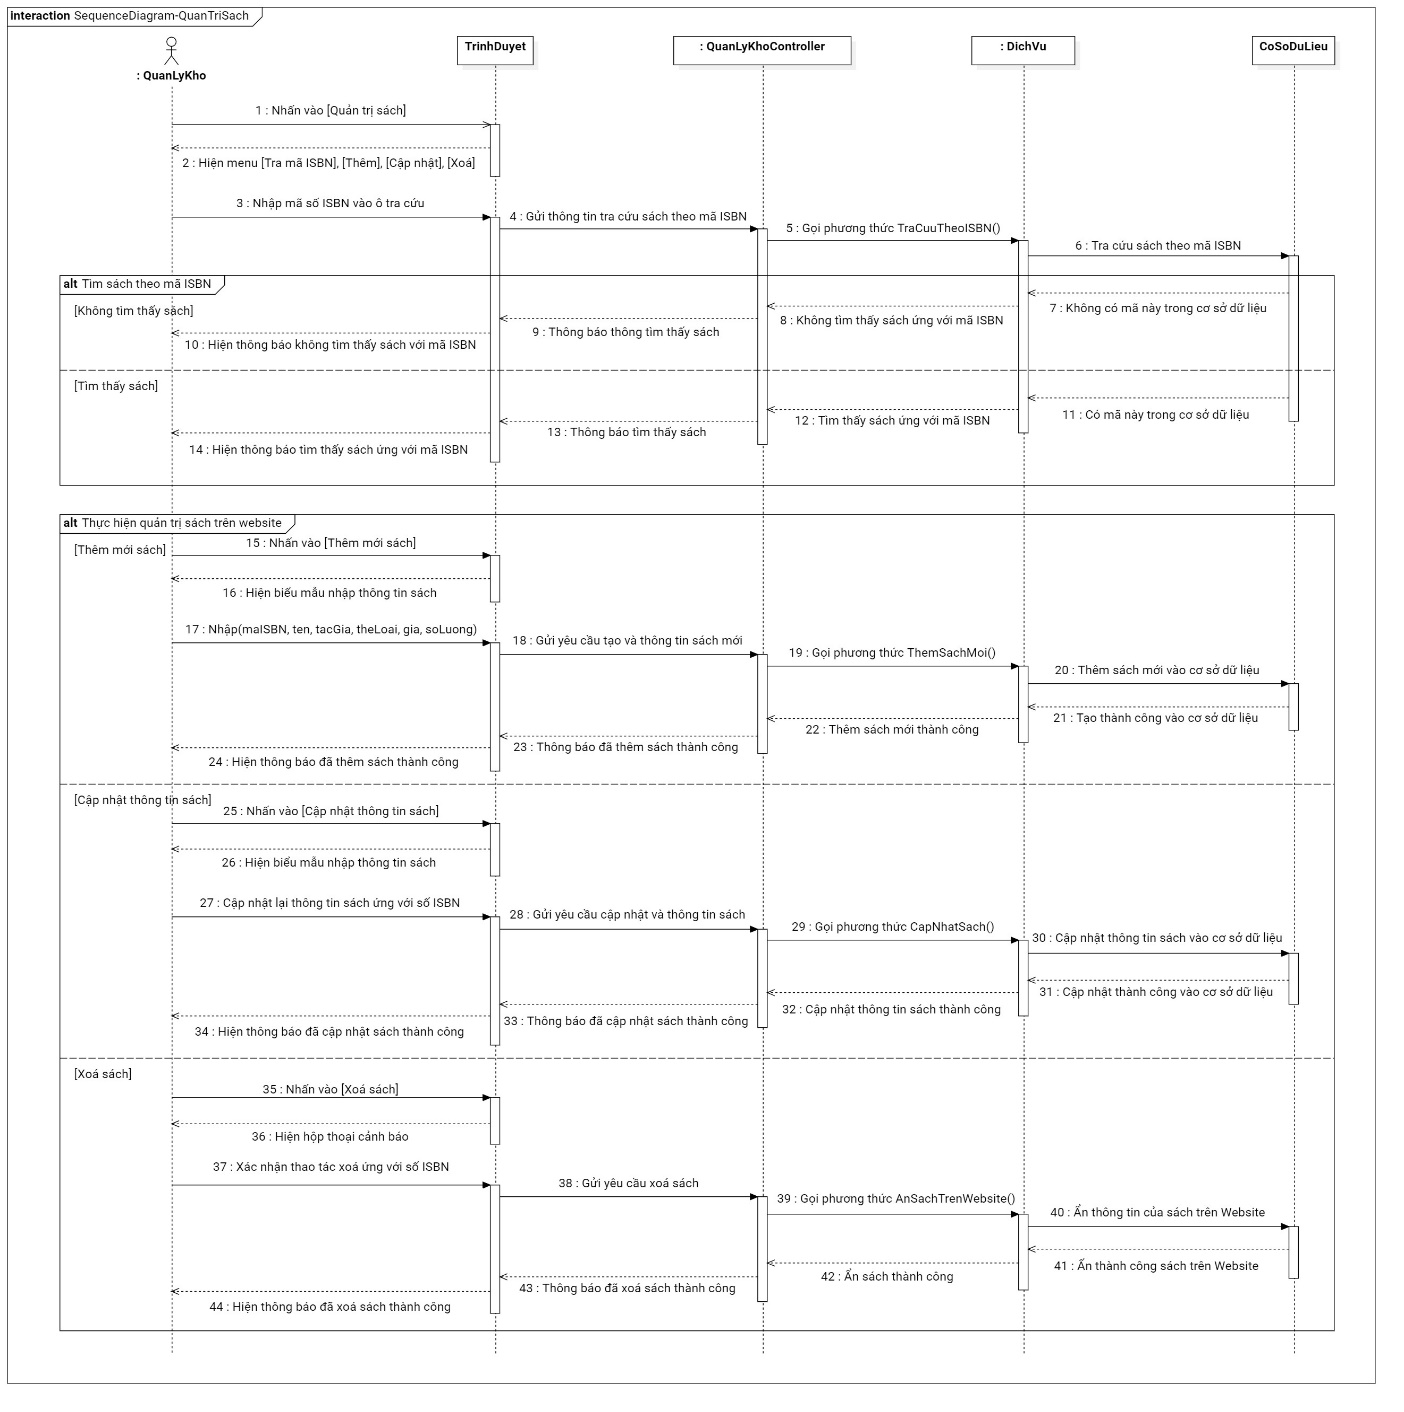 interaction SequenceDiagram-QuanTriSach
: QuanLyKho
TrinhDuyet
: QuanLyKhoController
: DichVu
CoSoDuLieu
1 : Nhấn vào [Quản trị sách]
2 : Hiện menu [Tra mã ISBN], [Thêm], [Cập nhật], [Xoá]
3 : Nhập mã số ISBN vào ô tra cứu
4 : Gửi thông tin tra cứu sách theo mã ISBN
5 : Gọi phương thức TraCuuTheoISBN()
6 : Tra cứu sách theo mã ISBN
alt Tìm sách theo mã ISBN
[Không tìm thấy sách]
7 : Không có mã này trong cơ sở dữ liệu
8 : Không tìm thấy sách ứng với mã ISBN
9 : Thông báo thông tìm thấy sách
10 : Hiện thông báo không tìm thấy sách với mã ISBN
[Tìm thấy sách]
11 : Có mã này trong cơ sở dữ liệu
12 : Tìm thấy sách ứng với mã ISBN
13 : Thông báo tìm thấy sách
14 : Hiện thông báo tìm thấy sách ứng với mã ISBN
alt Thực hiện quản trị sách trên website
[Thêm mới sách]
15 : Nhấn vào [Thêm mới sách]
16 : Hiện biểu mẫu nhập thông tin sách
17 : Nhập(maISBN, ten, tacGia, theLoai, gia, soLuong)
18 : Gửi yêu cầu tạo và thông tin sách mới
19 : Gọi phương thức ThemSachMoi()
20 : Thêm sách mới vào cơ sở dữ liệu
21 : Tạo thành công vào cơ sở dữ liệu
22 : Thêm sách mới thành công
23 : Thông báo đã thêm sách thành công
24 : Hiện thông báo đã thêm sách thành công
[Cập nhật thông tin sách]
25 : Nhấn vào [Cập nhật thông tin sách]
26 : Hiện biểu mẫu nhập thông tin sách
27 : Cập nhật lại thông tin sách ứng với số ISBN
28 : Gửi yêu cầu cập nhật và thông tin sách
29 : Gọi phương thức CapNhatSach()
30 : Cập nhật thông tin sách vào cơ sở dữ liệu
31 : Cập nhật thành công vào cơ sở dữ liệu
32 : Cập nhật thông tin sách thành công
33 : Thông báo đã cập nhật sách thành công
34 : Hiện thông báo đã cập nhật sách thành công
[Xoá sách]
35 : Nhấn vào [Xoá sách]
36 : Hiện hộp thoại cảnh báo
37 : Xác nhận thao tác xoá ứng với số ISBN
38 : Gửi yêu cầu xoá sách
39 : Gọi phương thức AnSachTrenWebsite()
40 : Ẩn thông tin của sách trên Website
41 : Ẩn thành công sách trên Website
42 : Ẩn sách thành công
43 : Thông báo đã xoá sách thành công
44 : Hiện thông báo đã xoá sách thành công